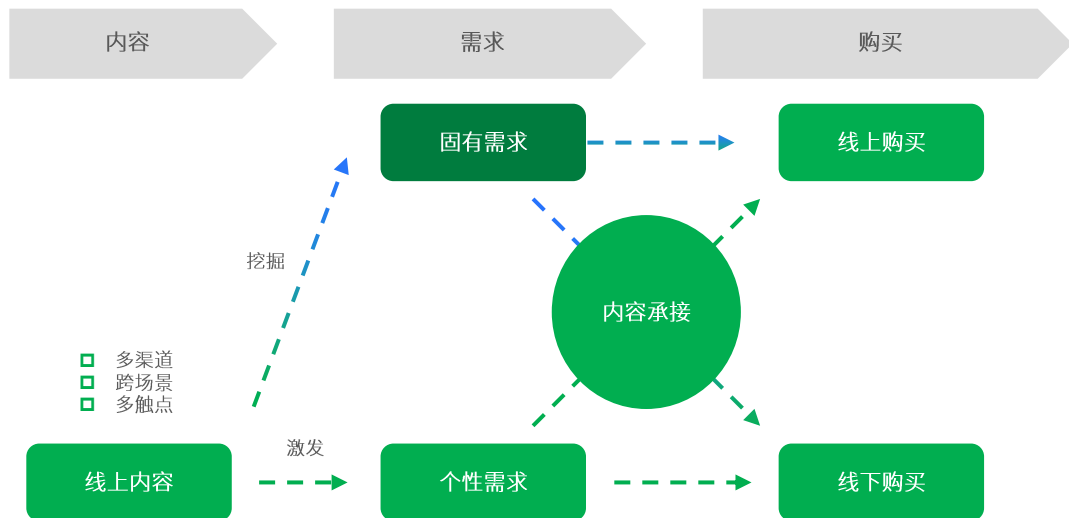 内容
需求
购买
固有需求
线上购买
挖掘
内容承接
多渠道
跨场景
多触点
激发
线上内容
个性需求
线下购买